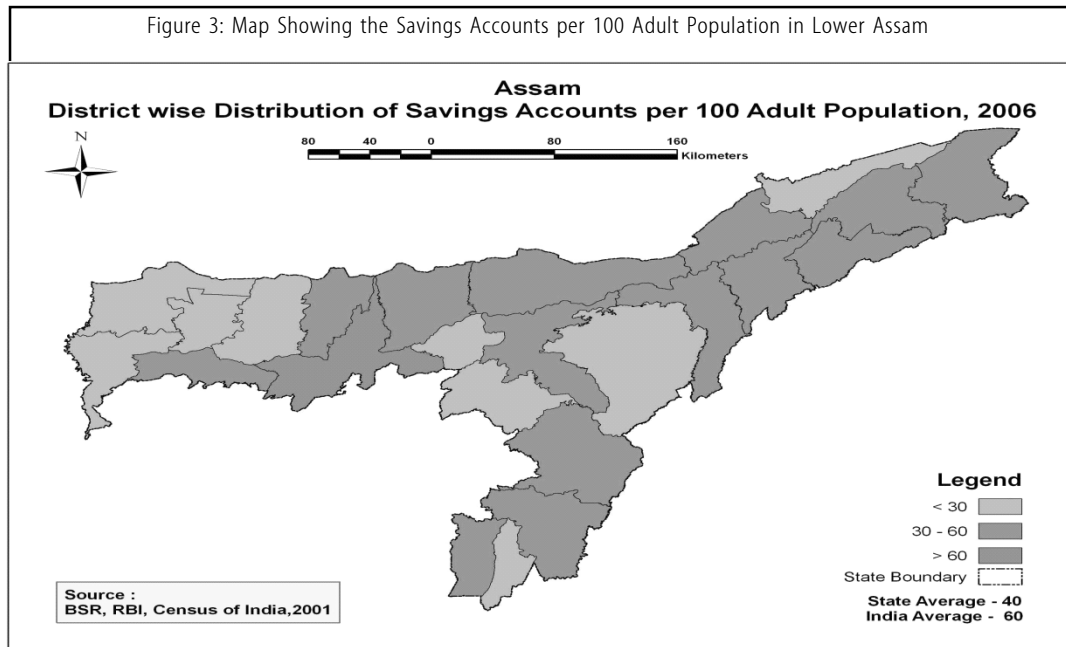 Figure 3: Map Showing the Savings Accounts per 100 Adult Population in Lower Assam
Assam
District wise Distribution of Savings Accounts per 100 Adult Population, 2006
N
80 40 0 80 160
Kilometers
Legend
< 30
30 - 60
> 60
State Boundary
State Average - 40
India Average - 60
Source :
BSR, RBI, Census of India,2001